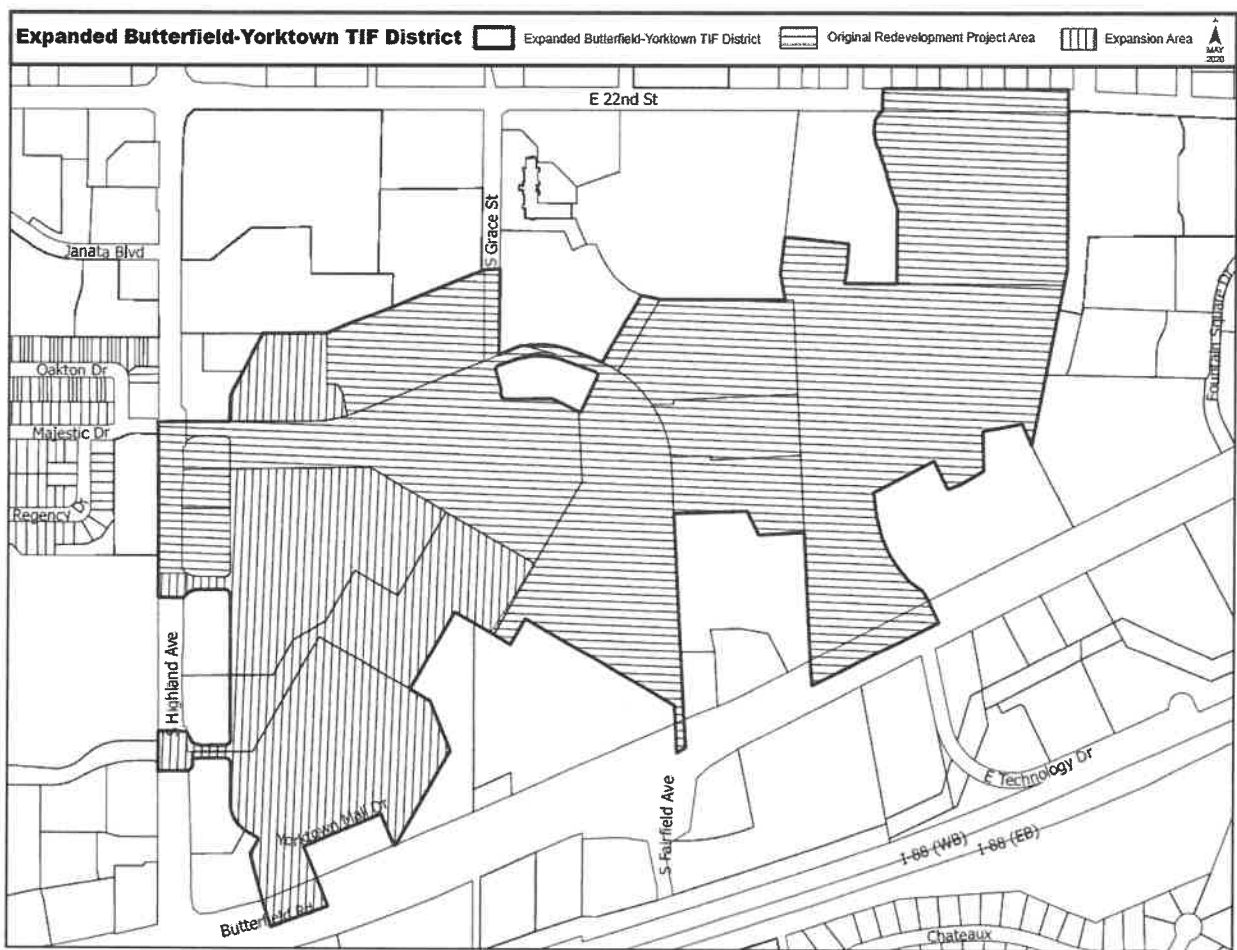 Expanded Butterfield-Yorktown TIF District
Expanded Butterfield-Yorktown TIF District
Original Redevelopment Project Area
Expansion Area
MAY
2020
E 22nd St
S Grace St
Janata Blvd
Fountain Square Dr
Oakton Dr
Majestic Dr
Regency Dr
S Highland Ave
Yorktown Mall Dr
S Fairfield Ave
E Technology Dr
I-88 (WB)
I-88 (EB)
Butterfield Rd
Chateaux